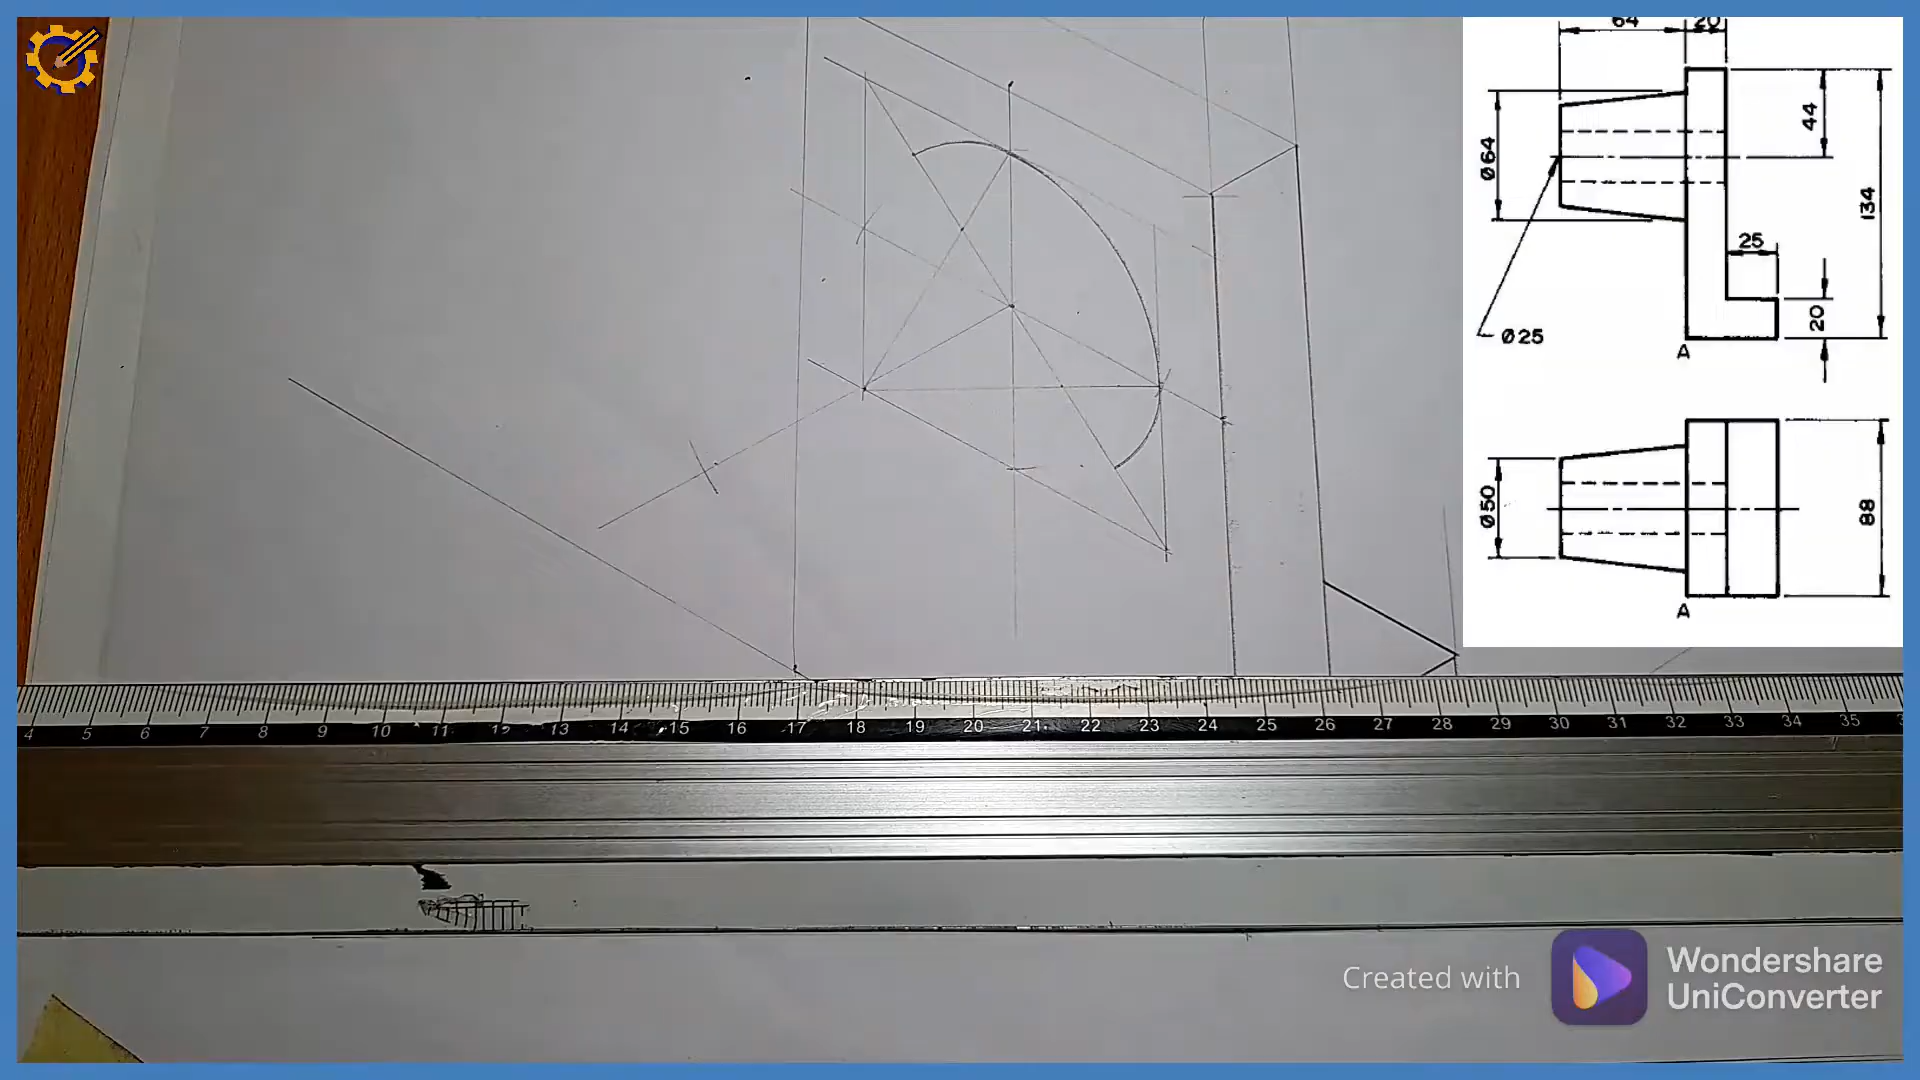 64 20
Ø64
44
134
25
20
Ø25
A
Ø50
88
A
4 5 6 7 8 9 10 11 12 13 14 15 16 17 18 19 20 21 22 23 24 25 26 27 28 29 30 31 32 33 34 35
Created with
Wondershare
UniConverter